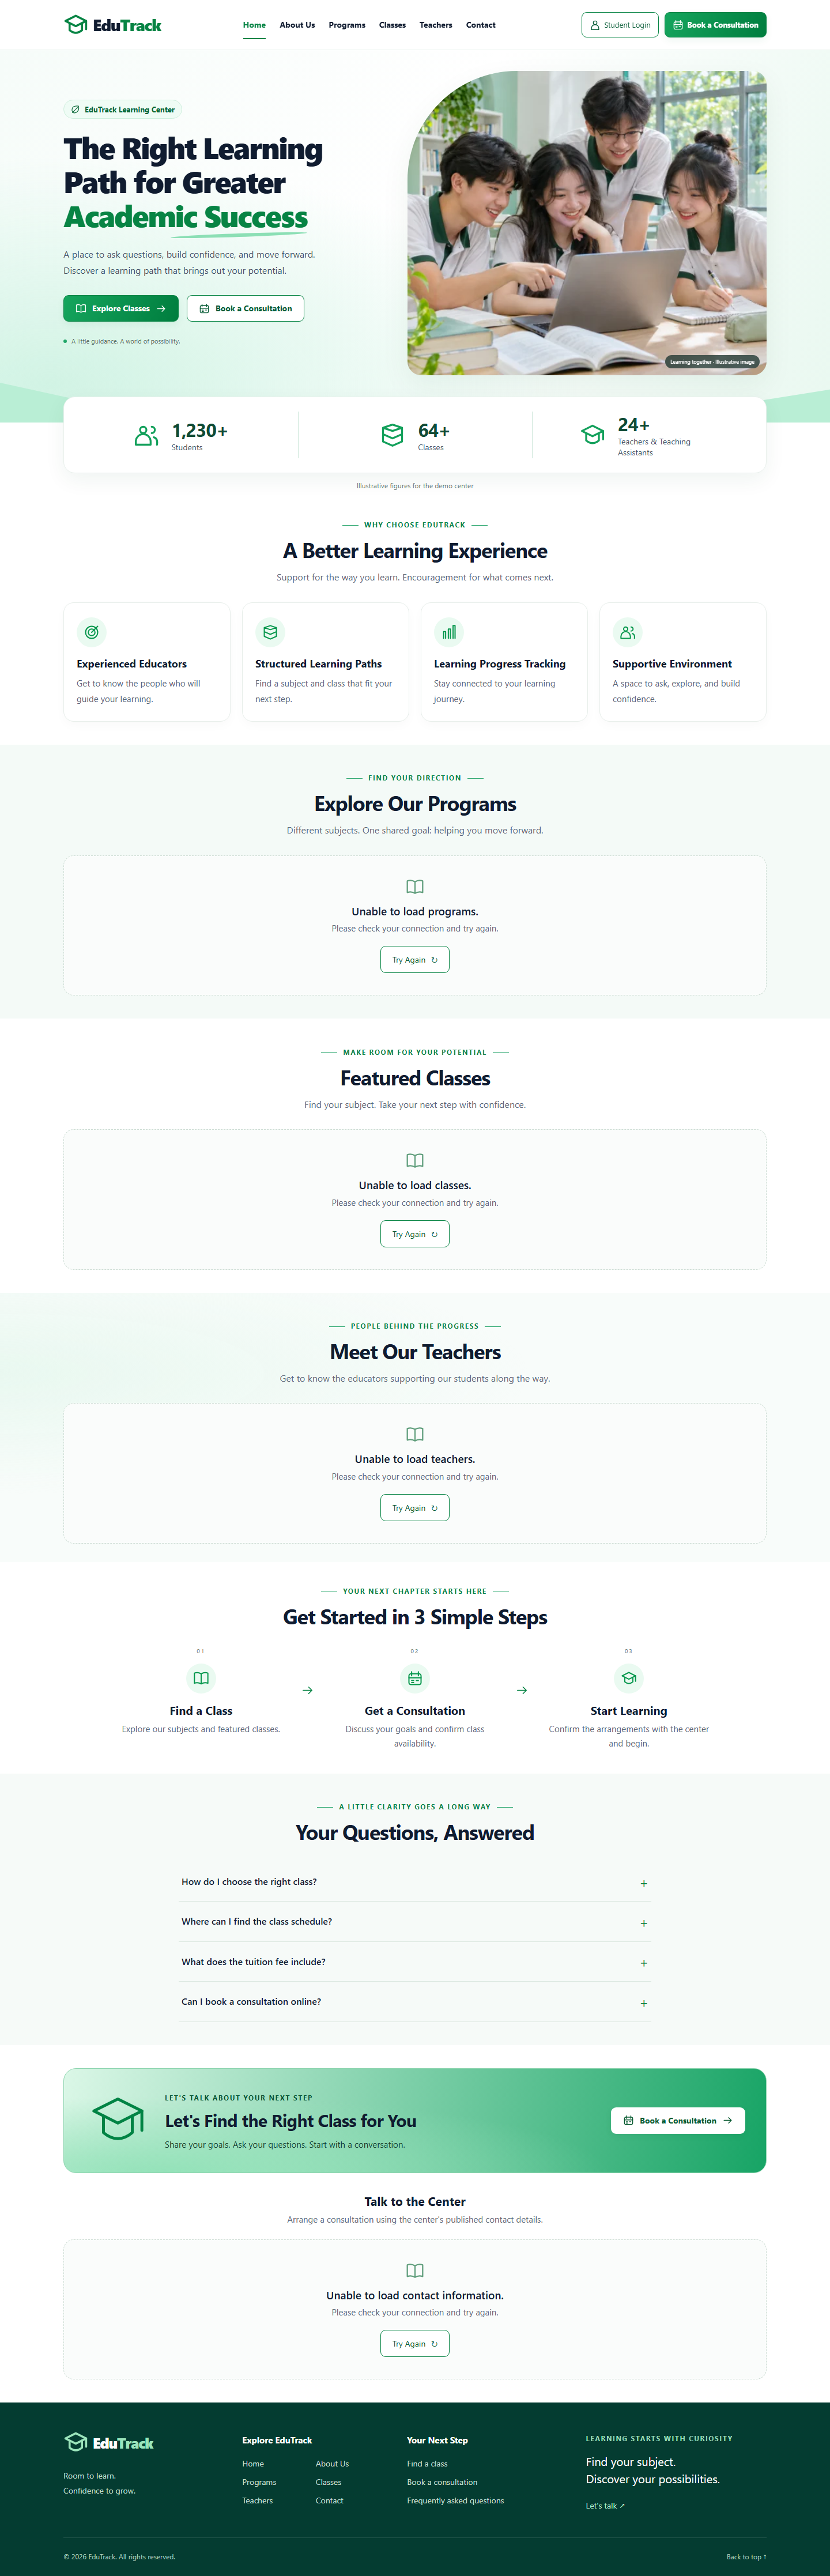 EduTrack
Home
About Us
Programs
Classes
Teachers
Contact
Student Login
Book a Consultation
EduTrack Learning Center
The Right Learning
Path for Greater
Academic Success
A place to ask questions, build confidence, and move forward.
Discover a learning path that brings out your potential.
Explore Classes →
Book a Consultation
A little guidance. A world of possibility.
Learning together · Illustrative image
1,230+
Students
64+
Classes
24+
Teachers & Teaching
Assistants
Illustrative figures for the demo center
WHY CHOOSE EDUTRACK
A Better Learning Experience
Support for the way you learn. Encouragement for what comes next.
Experienced Educators
Get to know the people who will
guide your learning.
Structured Learning Paths
Find a subject and class that fit your
next step.
Learning Progress Tracking
Stay connected to your learning
journey.
Supportive Environment
A space to ask, explore, and build
confidence.
FIND YOUR DIRECTION
Explore Our Programs
Different subjects. One shared goal: helping you move forward.
Unable to load programs.
Please check your connection and try again.
Try Again ↻
MAKE ROOM FOR YOUR POTENTIAL
Featured Classes
Find your subject. Take your next step with confidence.
Unable to load classes.
Please check your connection and try again.
Try Again ↻
PEOPLE BEHIND THE PROGRESS
Meet Our Teachers
Get to know the educators supporting our students along the way.
Unable to load teachers.
Please check your connection and try again.
Try Again ↻
YOUR NEXT CHAPTER STARTS HERE
Get Started in 3 Simple Steps
01
Find a Class
Explore our subjects and featured classes.
→
02
Get a Consultation
Discuss your goals and confirm class
availability.
→
03
Start Learning
Confirm the arrangements with the center
and begin.
A LITTLE CLARITY GOES A LONG WAY
Your Questions, Answered
How do I choose the right class? +
Where can I find the class schedule? +
What does the tuition fee include? +
Can I book a consultation online? +
LET'S TALK ABOUT YOUR NEXT STEP
Let's Find the Right Class for You
Share your goals. Ask your questions. Start with a conversation.
Book a Consultation →
Talk to the Center
Arrange a consultation using the center's published contact details.
Unable to load contact information.
Please check your connection and try again.
Try Again ↻
EduTrack
Room to learn.
Confidence to grow.
Explore EduTrack
Home
About Us
Programs
Classes
Teachers
Contact
Your Next Step
Find a class
Book a consultation
Frequently asked questions
LEARNING STARTS WITH CURIOSITY
Find your subject.
Discover your possibilities.
Let's talk ↗
© 2026 EduTrack. All rights reserved.
Back to top ↑